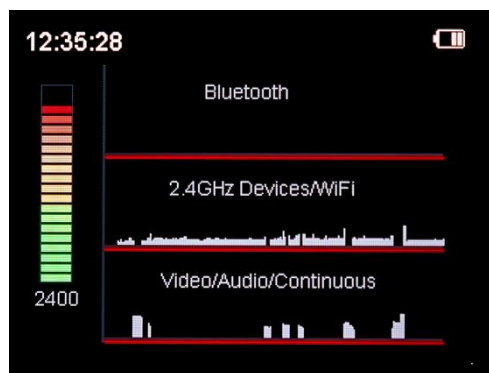 12:35:28
Bluetooth
2.4GHz Devices/WiFi
Video/Audio/Continuous
2400